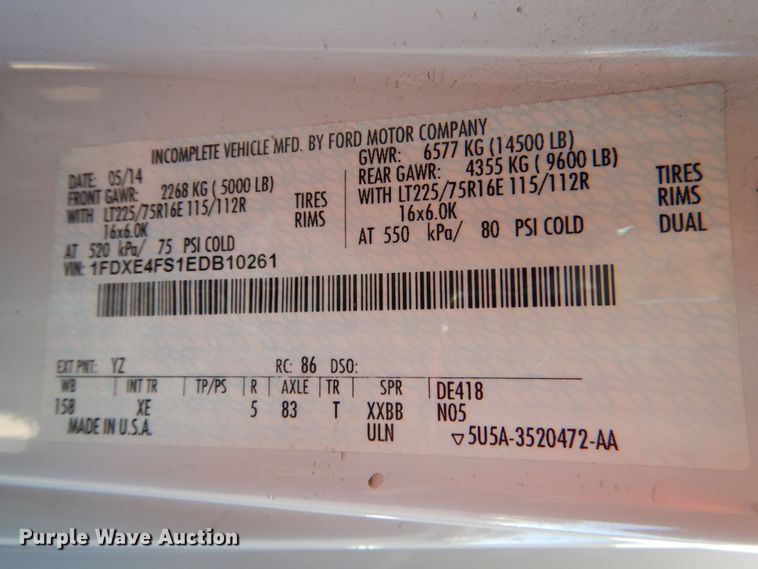 INCOMPLETE VEHICLE MFD. BY FORD MOTOR COMPANY
DATE: 05/14 GVWR: 6577 KG (14500 LB)
FRONT GAWR: 2268 KG ( 5000 LB) REAR GAWR: 4355 KG ( 9600 LB)
WITH LT225/75R16E 115/112R TIRES WITH LT225/75R16E 115/112R TIRES
16x6.0K RIMS 16x6.0K RIMS
AT 520 kPa/ 75 PSI COLD AT 550 kPa/ 80 PSI COLD DUAL
VIN: 1FDXE4FS1EDB10261
EXT PNT: YZ RC: 86 DSO:
WB INT TR TP/PS R AXLE TR SPR DE418
158 XE 5 83 T XXBB N05
MADE IN U.S.A. ULN ▽5U5A-3520472-AA
Purple Wave Auction
Purple Wave Auction